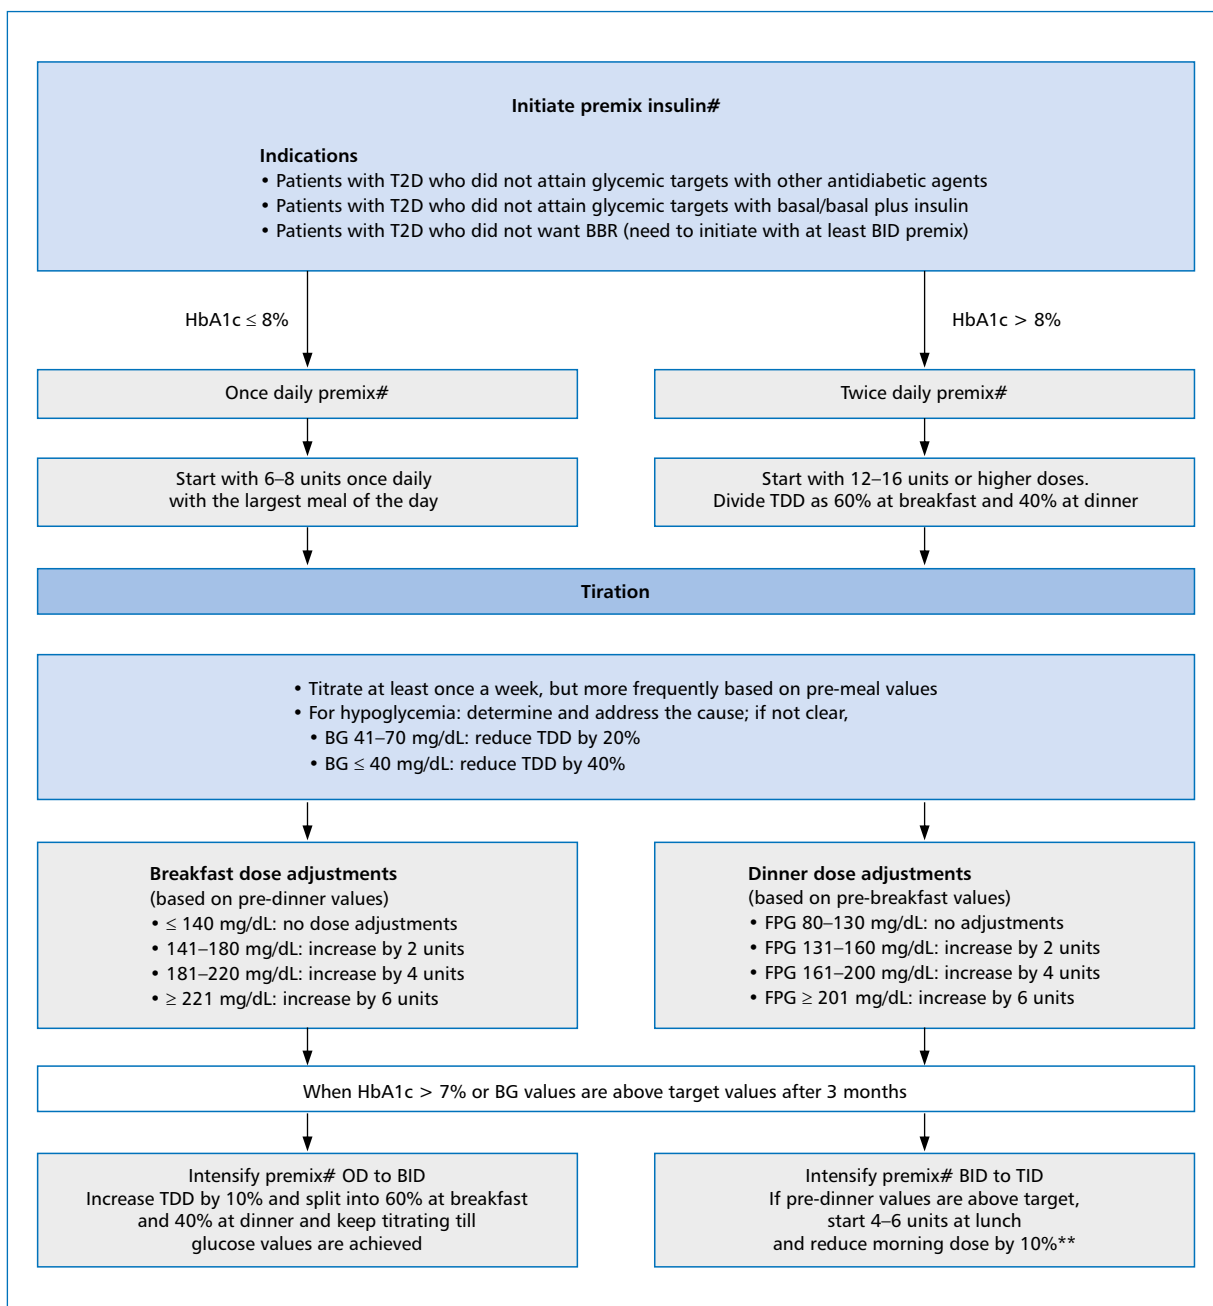 Initiate premix insulin#
Indications
• Patients with T2D who did not attain glycemic targets with other antidiabetic agents
• Patients with T2D who did not attain glycemic targets with basal/basal plus insulin
• Patients with T2D who did not want BBR (need to initiate with at least BID premix)
HbA1c ≤ 8%
HbA1c > 8%
Once daily premix#
Twice daily premix#
Start with 6–8 units once daily
with the largest meal of the day
Start with 12–16 units or higher doses.
Divide TDD as 60% at breakfast and 40% at dinner
Tiration
• Titrate at least once a week, but more frequently based on pre-meal values
• For hypoglycemia: determine and address the cause; if not clear,
• BG 41–70 mg/dL: reduce TDD by 20%
• BG ≤ 40 mg/dL: reduce TDD by 40%
Breakfast dose adjustments
(based on pre-dinner values)
• ≤ 140 mg/dL: no dose adjustments
• 141–180 mg/dL: increase by 2 units
• 181–220 mg/dL: increase by 4 units
• ≥ 221 mg/dL: increase by 6 units
Dinner dose adjustments
(based on pre-breakfast values)
• FPG 80–130 mg/dL: no adjustments
• FPG 131–160 mg/dL: increase by 2 units
• FPG 161–200 mg/dL: increase by 4 units
• FPG ≥ 201 mg/dL: increase by 6 units
When HbA1c > 7% or BG values are above target values after 3 months
Intensify premix# OD to BID
Increase TDD by 10% and split into 60% at breakfast
and 40% at dinner and keep titrating till
glucose values are achieved
Intensify premix# BID to TID
If pre-dinner values are above target,
start 4–6 units at lunch
and reduce morning dose by 10%**